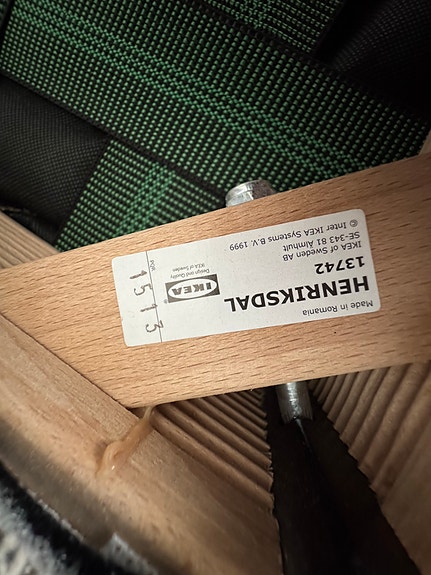 Made in Romania
HENRIKSDAL
13742
IKEA of Sweden AB
SE-343 81 Älmhult
© Inter IKEA Systems B.V. 1999
IKEA
Design and Quality
IKEA of Sweden
1513